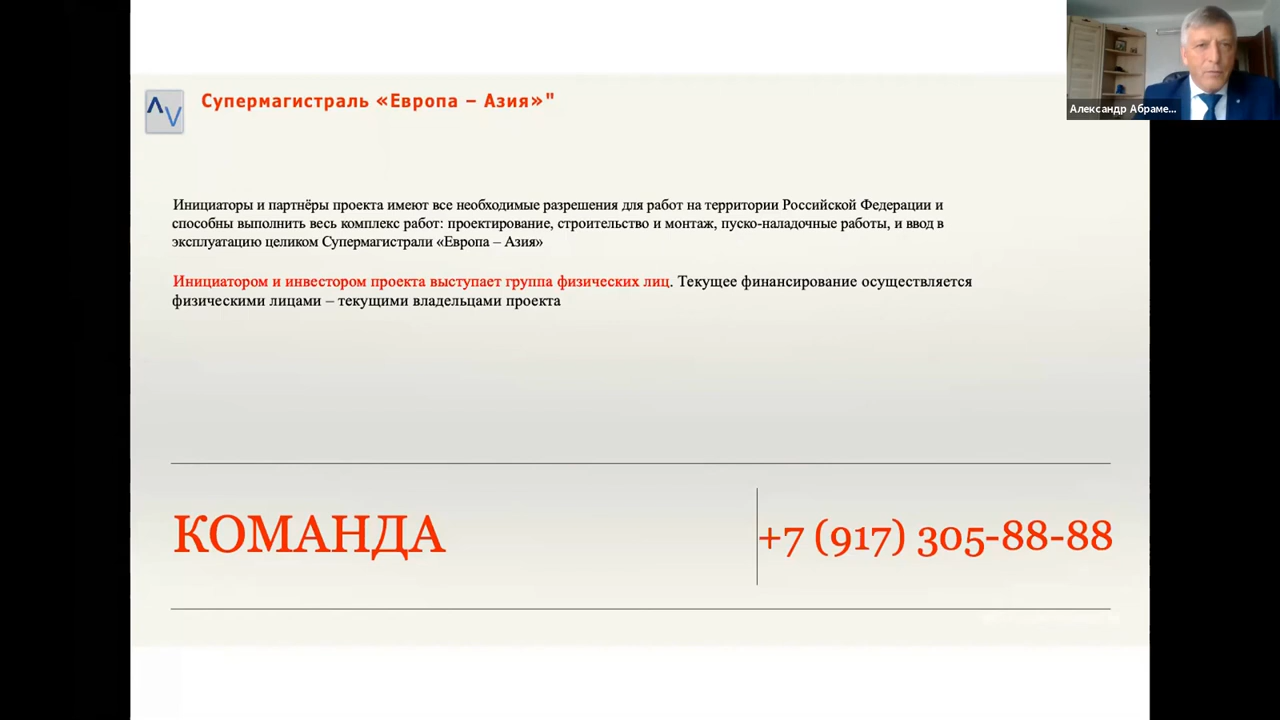 Супермагистраль «Европа – Азия»"
Александр Абраме...
Инициаторы и партнёры проекта имеют все необходимые разрешения для работ на территории Российской Федерации и
способны выполнить весь комплекс работ: проектирование, строительство и монтаж, пуско-наладочные работы, и ввод в
эксплуатацию целиком Супермагистрали «Европа – Азия»
Инициатором и инвестором проекта выступает группа физических лиц. Текущее финансирование осуществляется
физическими лицами – текущими владельцами проекта
КОМАНДА
+7 (917) 305-88-88